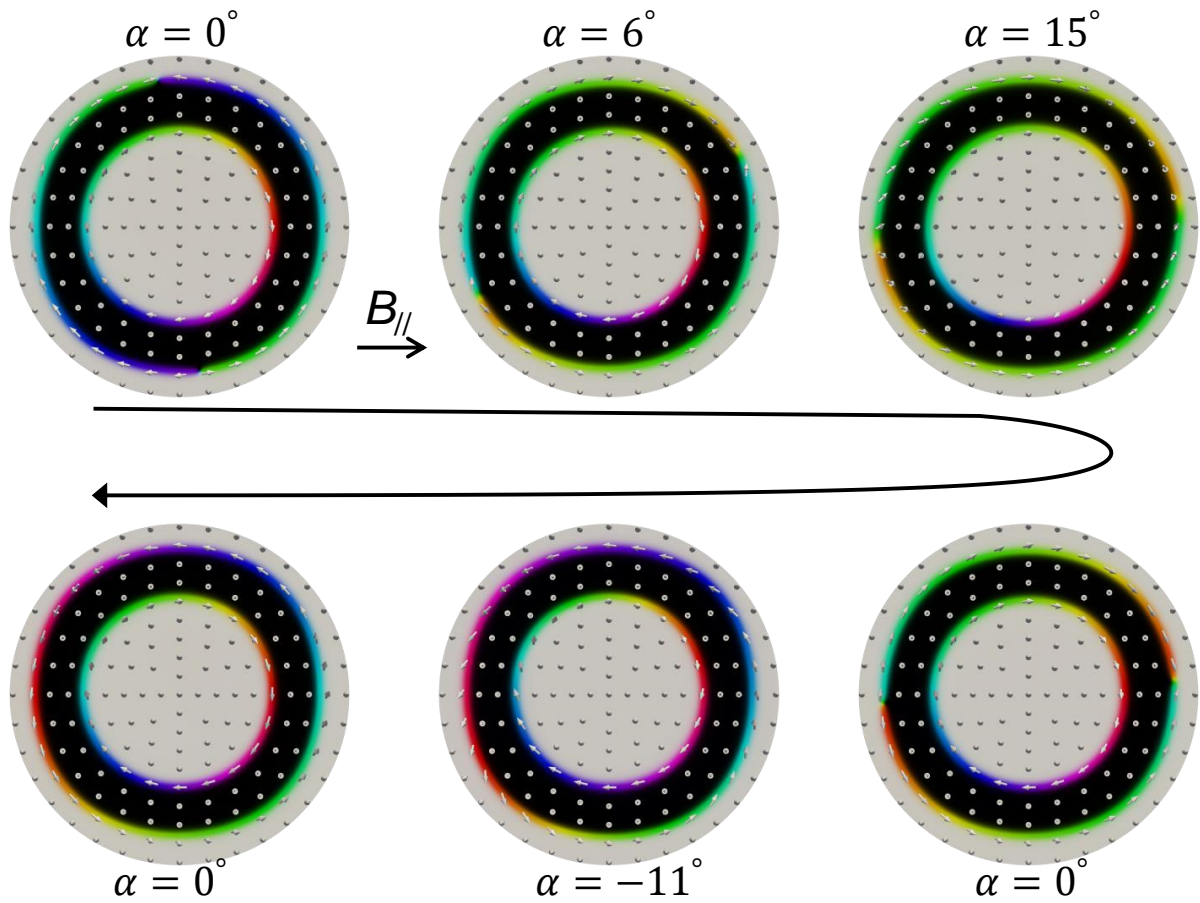 α = 0°
α = 6°
α = 15°
B//
α = 0°
α = −11°
α = 0°